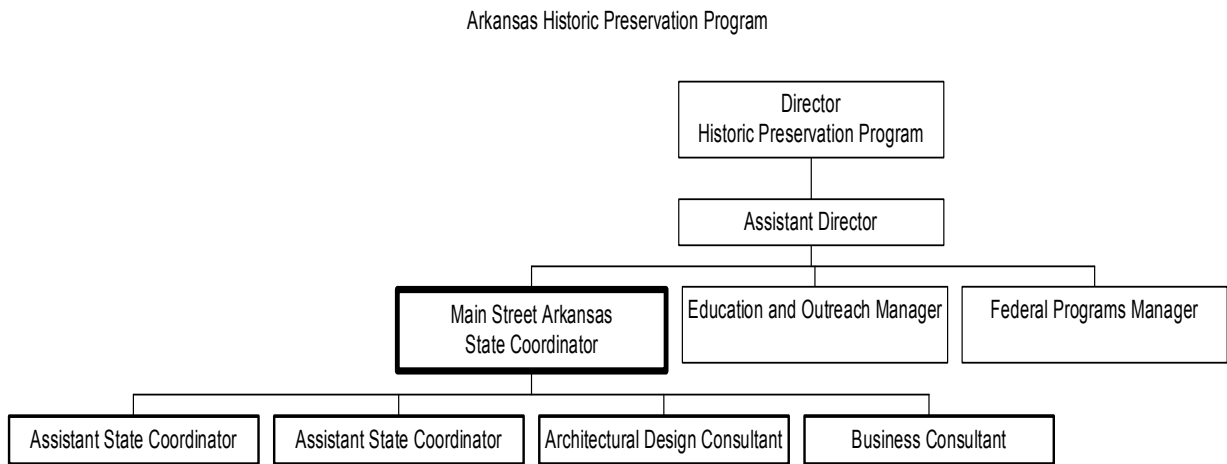 Arkansas Historic Preservation Program
Director
Historic Preservation Program
Assistant Director
Main Street Arkansas
State Coordinator
Education and Outreach Manager
Federal Programs Manager
Assistant State Coordinator
Assistant State Coordinator
Architectural Design Consultant
Business Consultant